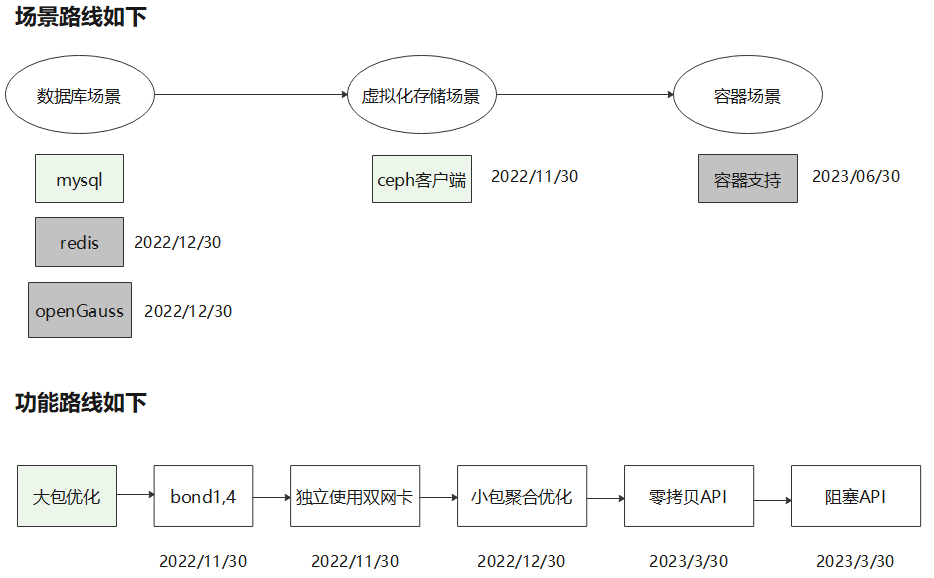 场景路线如下
数据库场景
虚拟化存储场景
容器场景
mysql
ceph客户端
2022/11/30
容器支持
2023/06/30
redis
2022/12/30
openGauss
2022/12/30
功能路线如下
大包优化
bond1,4
独立使用双网卡
小包聚合优化
零拷贝API
阻塞API
2022/11/30
2022/11/30
2022/12/30
2023/3/30
2023/3/30